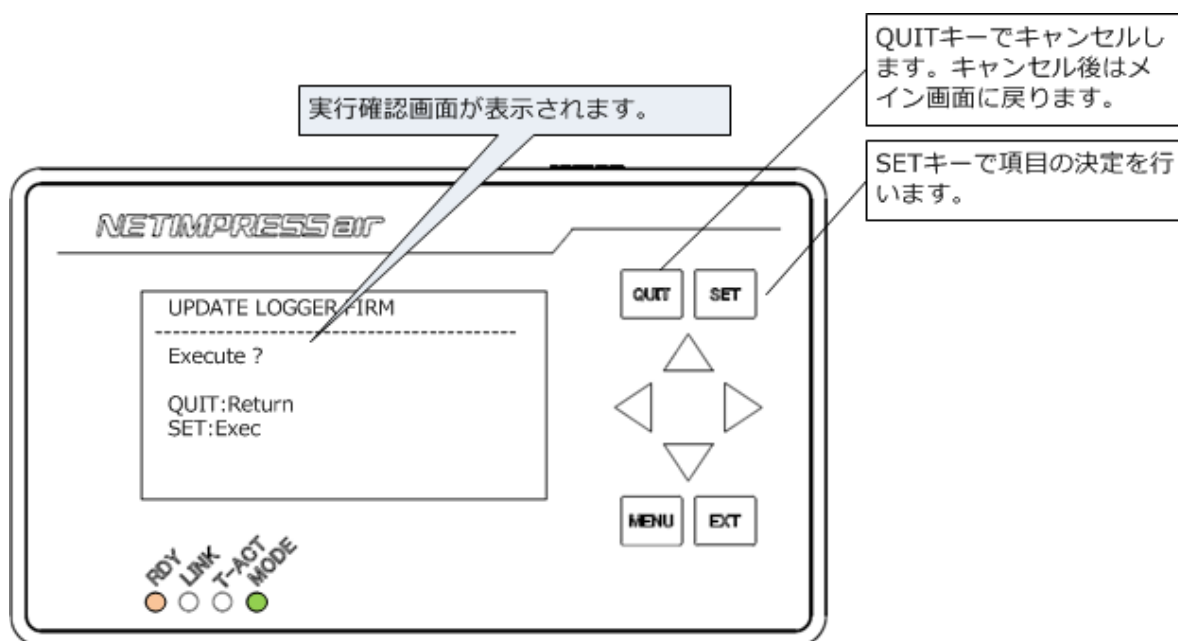 QUITキーでキャンセルし
ます。キャンセル後はメ
イン画面に戻ります。
実行確認画面が表示されます。
SETキーで項目の決定を行
います。
NETIMPRESS air
QUIT SET
UPDATE LOGGER FIRM
Execute ?
QUIT:Return
SET:Exec
MENU EXT
RDY LINK T-ACT MODE